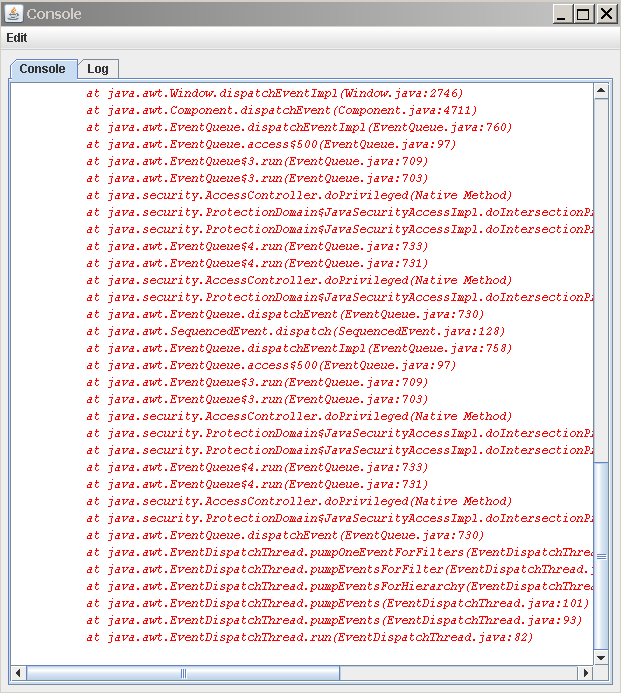 Console
Edit
Console Log
at java.awt.Window.dispatchEventImpl(Window.java:2746)
at java.awt.Component.dispatchEvent(Component.java:4711)
at java.awt.EventQueue.dispatchEventImpl(EventQueue.java:760)
at java.awt.EventQueue.access$500(EventQueue.java:97)
at java.awt.EventQueue$3.run(EventQueue.java:709)
at java.awt.EventQueue$3.run(EventQueue.java:703)
at java.security.AccessController.doPrivileged(Native Method)
at java.security.ProtectionDomain$JavaSecurityAccessImpl.doIntersectionPr
at java.security.ProtectionDomain$JavaSecurityAccessImpl.doIntersectionPr
at java.awt.EventQueue$4.run(EventQueue.java:733)
at java.awt.EventQueue$4.run(EventQueue.java:731)
at java.security.AccessController.doPrivileged(Native Method)
at java.security.ProtectionDomain$JavaSecurityAccessImpl.doIntersectionPr
at java.awt.EventQueue.dispatchEvent(EventQueue.java:730)
at java.awt.SequencedEvent.dispatch(SequencedEvent.java:128)
at java.awt.EventQueue.dispatchEventImpl(EventQueue.java:758)
at java.awt.EventQueue.access$500(EventQueue.java:97)
at java.awt.EventQueue$3.run(EventQueue.java:709)
at java.awt.EventQueue$3.run(EventQueue.java:703)
at java.security.AccessController.doPrivileged(Native Method)
at java.security.ProtectionDomain$JavaSecurityAccessImpl.doIntersectionPr
at java.security.ProtectionDomain$JavaSecurityAccessImpl.doIntersectionPr
at java.awt.EventQueue$4.run(EventQueue.java:733)
at java.awt.EventQueue$4.run(EventQueue.java:731)
at java.security.AccessController.doPrivileged(Native Method)
at java.security.ProtectionDomain$JavaSecurityAccessImpl.doIntersectionPr
at java.awt.EventQueue.dispatchEvent(EventQueue.java:730)
at java.awt.EventDispatchThread.pumpOneEventForFilters(EventDispatchThrea
at java.awt.EventDispatchThread.pumpEventsForFilter(EventDispatchThread.j
at java.awt.EventDispatchThread.pumpEventsForHierarchy(EventDispatchThrea
at java.awt.EventDispatchThread.pumpEvents(EventDispatchThread.java:101)
at java.awt.EventDispatchThread.pumpEvents(EventDispatchThread.java:93)
at java.awt.EventDispatchThread.run(EventDispatchThread.java:82)